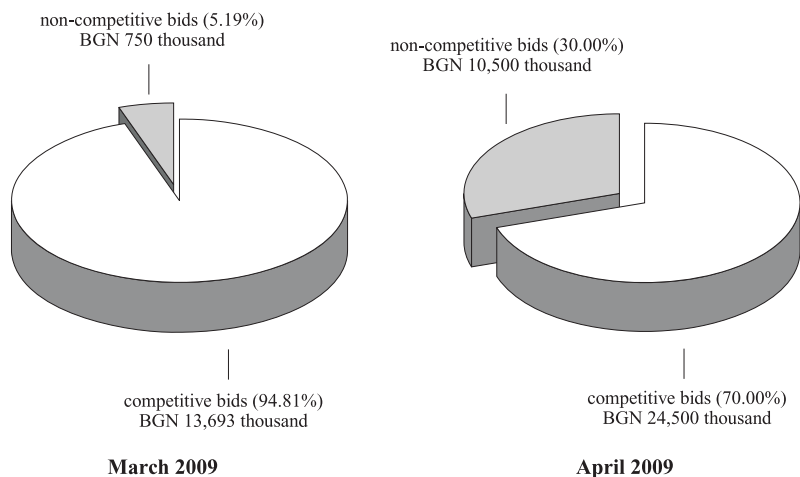 non-competitive bids (5.19%)
BGN 750 thousand
competitive bids (94.81%)
BGN 13,693 thousand
March 2009
non-competitive bids (30.00%)
BGN 10,500 thousand
competitive bids (70.00%)
BGN 24,500 thousand
April 2009